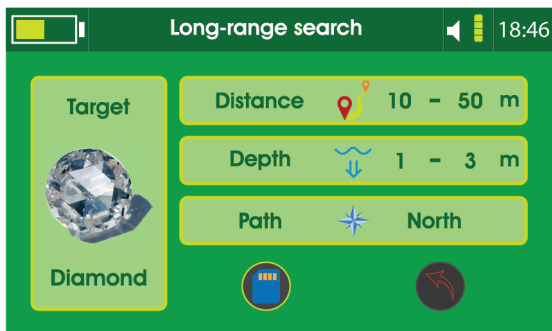 Long-range search
18:46
Target
Diamond
Distance 10 - 50 m
Depth 1 - 3 m
Path North